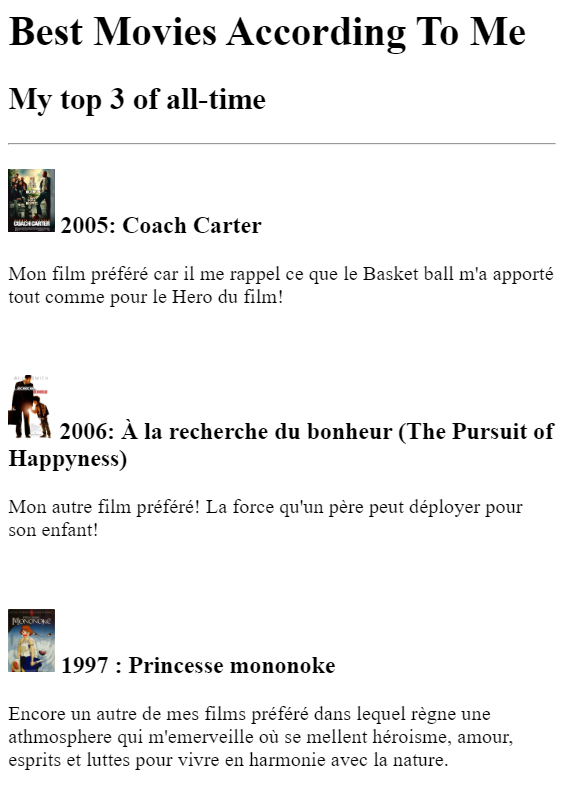 Best Movies According To Me
My top 3 of all-time
COACH CARTER
2005: Coach Carter
Mon film préféré car il me rappel ce que le Basket ball m'a apporté
tout comme pour le Hero du film!
2006: À la recherche du bonheur (The Pursuit of
Happyness)
Mon autre film préféré! La force qu'un père peut déployer pour
son enfant!
MONONOKE
1997 : Princesse mononoke
Encore un autre de mes films préféré dans lequel règne une
athmosphere qui m'emerveille où se mellent héroisme, amour,
esprits et luttes pour vivre en harmonie avec la nature.